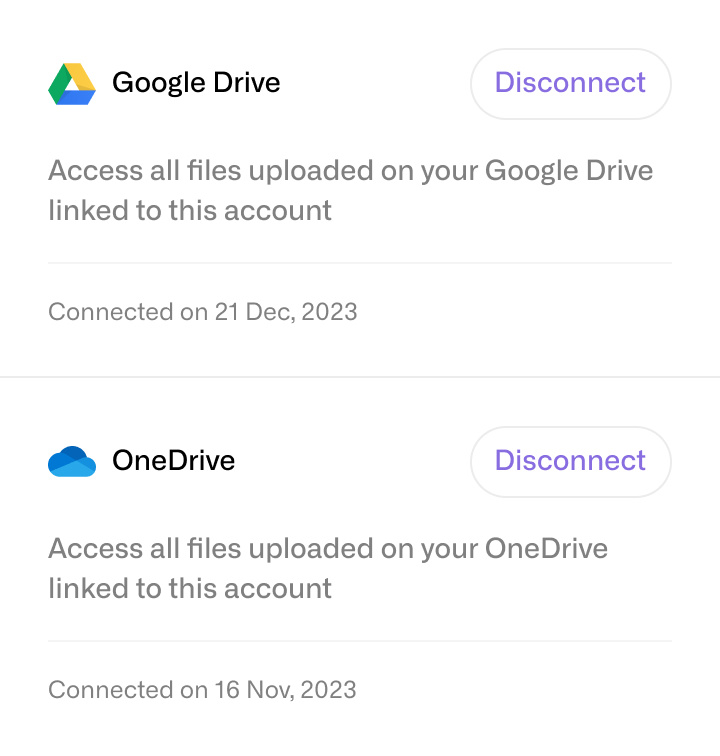 Google Drive
Disconnect
Access all files uploaded on your Google Drive
linked to this account
Connected on 21 Dec, 2023
OneDrive
Disconnect
Access all files uploaded on your OneDrive
linked to this account
Connected on 16 Nov, 2023